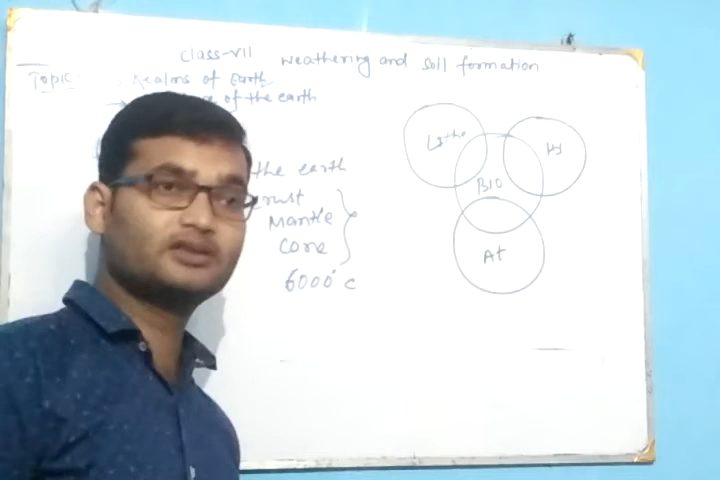 Class-VII Weathering and Soil formation
Topic: Realms of Earth
of the earth
the earth
crust
Mantle
Core
6000°c
Litho
Hy
BIO
At